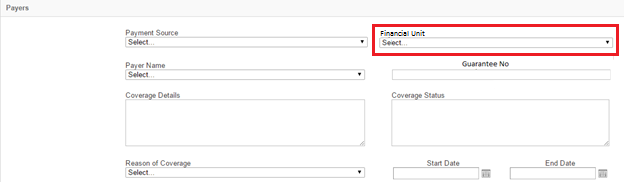 Payers
Payment Source
Financial Unit
Select...
Seect...
Payer Name
Guarantee No
Select...
Coverage Details
Coverage Status
Reason of Coverage
Start Date
End Date
Select...